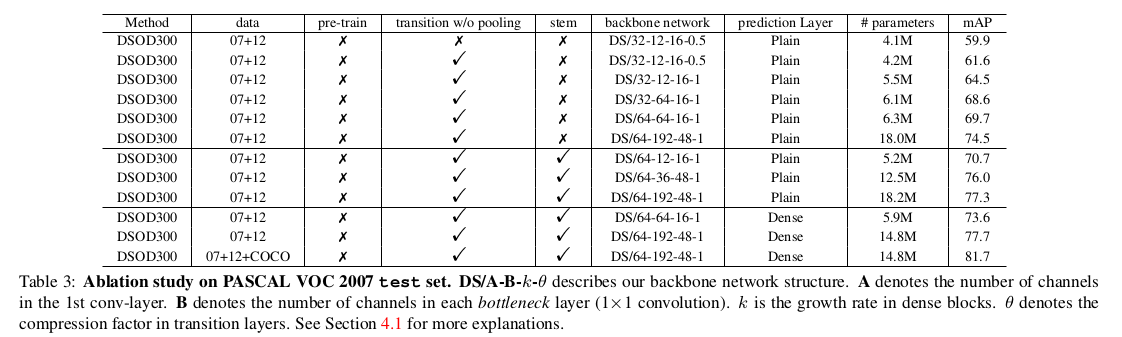 Method data pre-train transition w/o pooling stem backbone network prediction Layer # parameters mAP
DSOD300 07+12 ✗ ✗ ✗ DS/32-12-16-0.5 Plain 4.1M 59.9
DSOD300 07+12 ✗ ✓ ✗ DS/32-12-16-0.5 Plain 4.2M 61.6
DSOD300 07+12 ✗ ✓ ✗ DS/32-12-16-1 Plain 5.5M 64.5
DSOD300 07+12 ✗ ✓ ✗ DS/32-64-16-1 Plain 6.1M 68.6
DSOD300 07+12 ✗ ✓ ✗ DS/64-64-16-1 Plain 6.3M 69.7
DSOD300 07+12 ✗ ✓ ✗ DS/64-192-48-1 Plain 18.0M 74.5
DSOD300 07+12 ✗ ✓ ✓ DS/64-12-16-1 Plain 5.2M 70.7
DSOD300 07+12 ✗ ✓ ✓ DS/64-36-48-1 Plain 12.5M 76.0
DSOD300 07+12 ✗ ✓ ✓ DS/64-192-48-1 Plain 18.2M 77.3
DSOD300 07+12 ✗ ✓ ✓ DS/64-64-16-1 Dense 5.9M 73.6
DSOD300 07+12 ✗ ✓ ✓ DS/64-192-48-1 Dense 14.8M 77.7
DSOD300 07+12+COCO ✗ ✓ ✓ DS/64-192-48-1 Dense 14.8M 81.7
Table 3: Ablation study on PASCAL VOC 2007 test set. DS/A-B-k-θ describes our backbone network structure. A denotes the number of channels
in the 1st conv-layer. B denotes the number of channels in each bottleneck layer (1×1 convolution). k is the growth rate in dense blocks. θ denotes the
compression factor in transition layers. See Section 4.1 for more explanations.